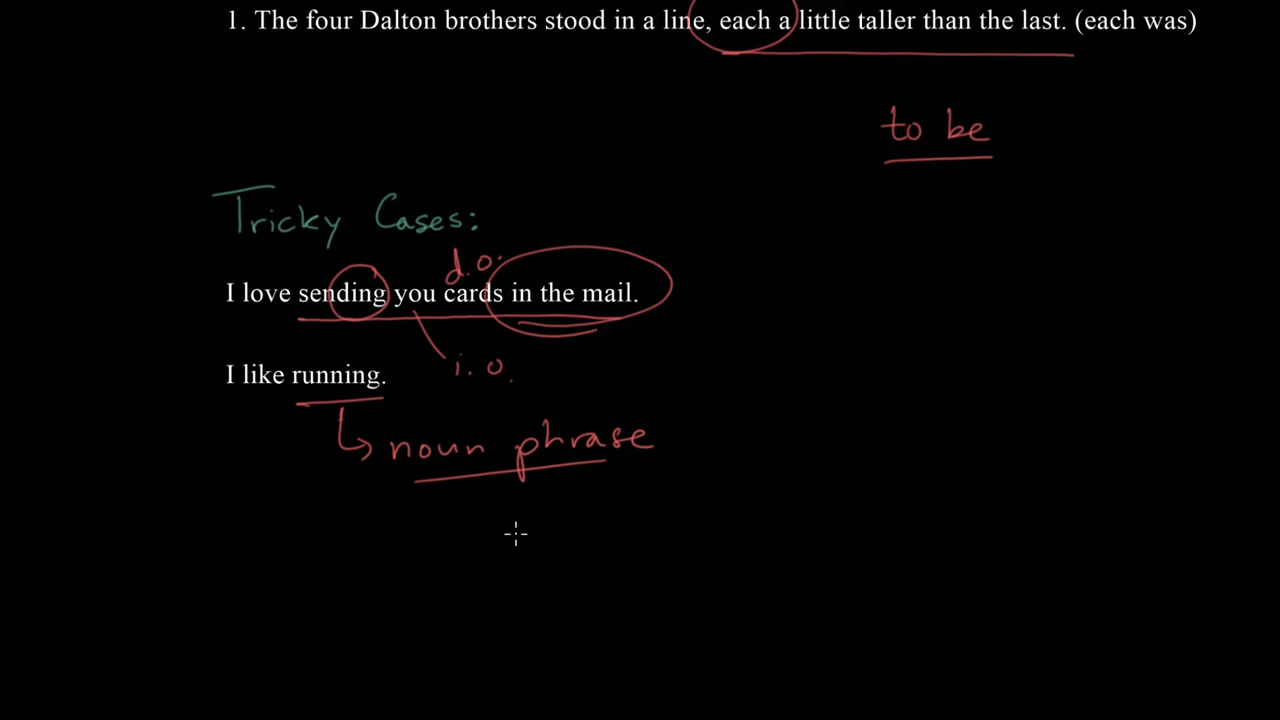 1. The four Dalton brothers stood in a line, each a little taller than the last. (each was)
to be
Tricky Cases:
d.o.
I love sending you cards in the mail.
i.o.
I like running.
noun phrase